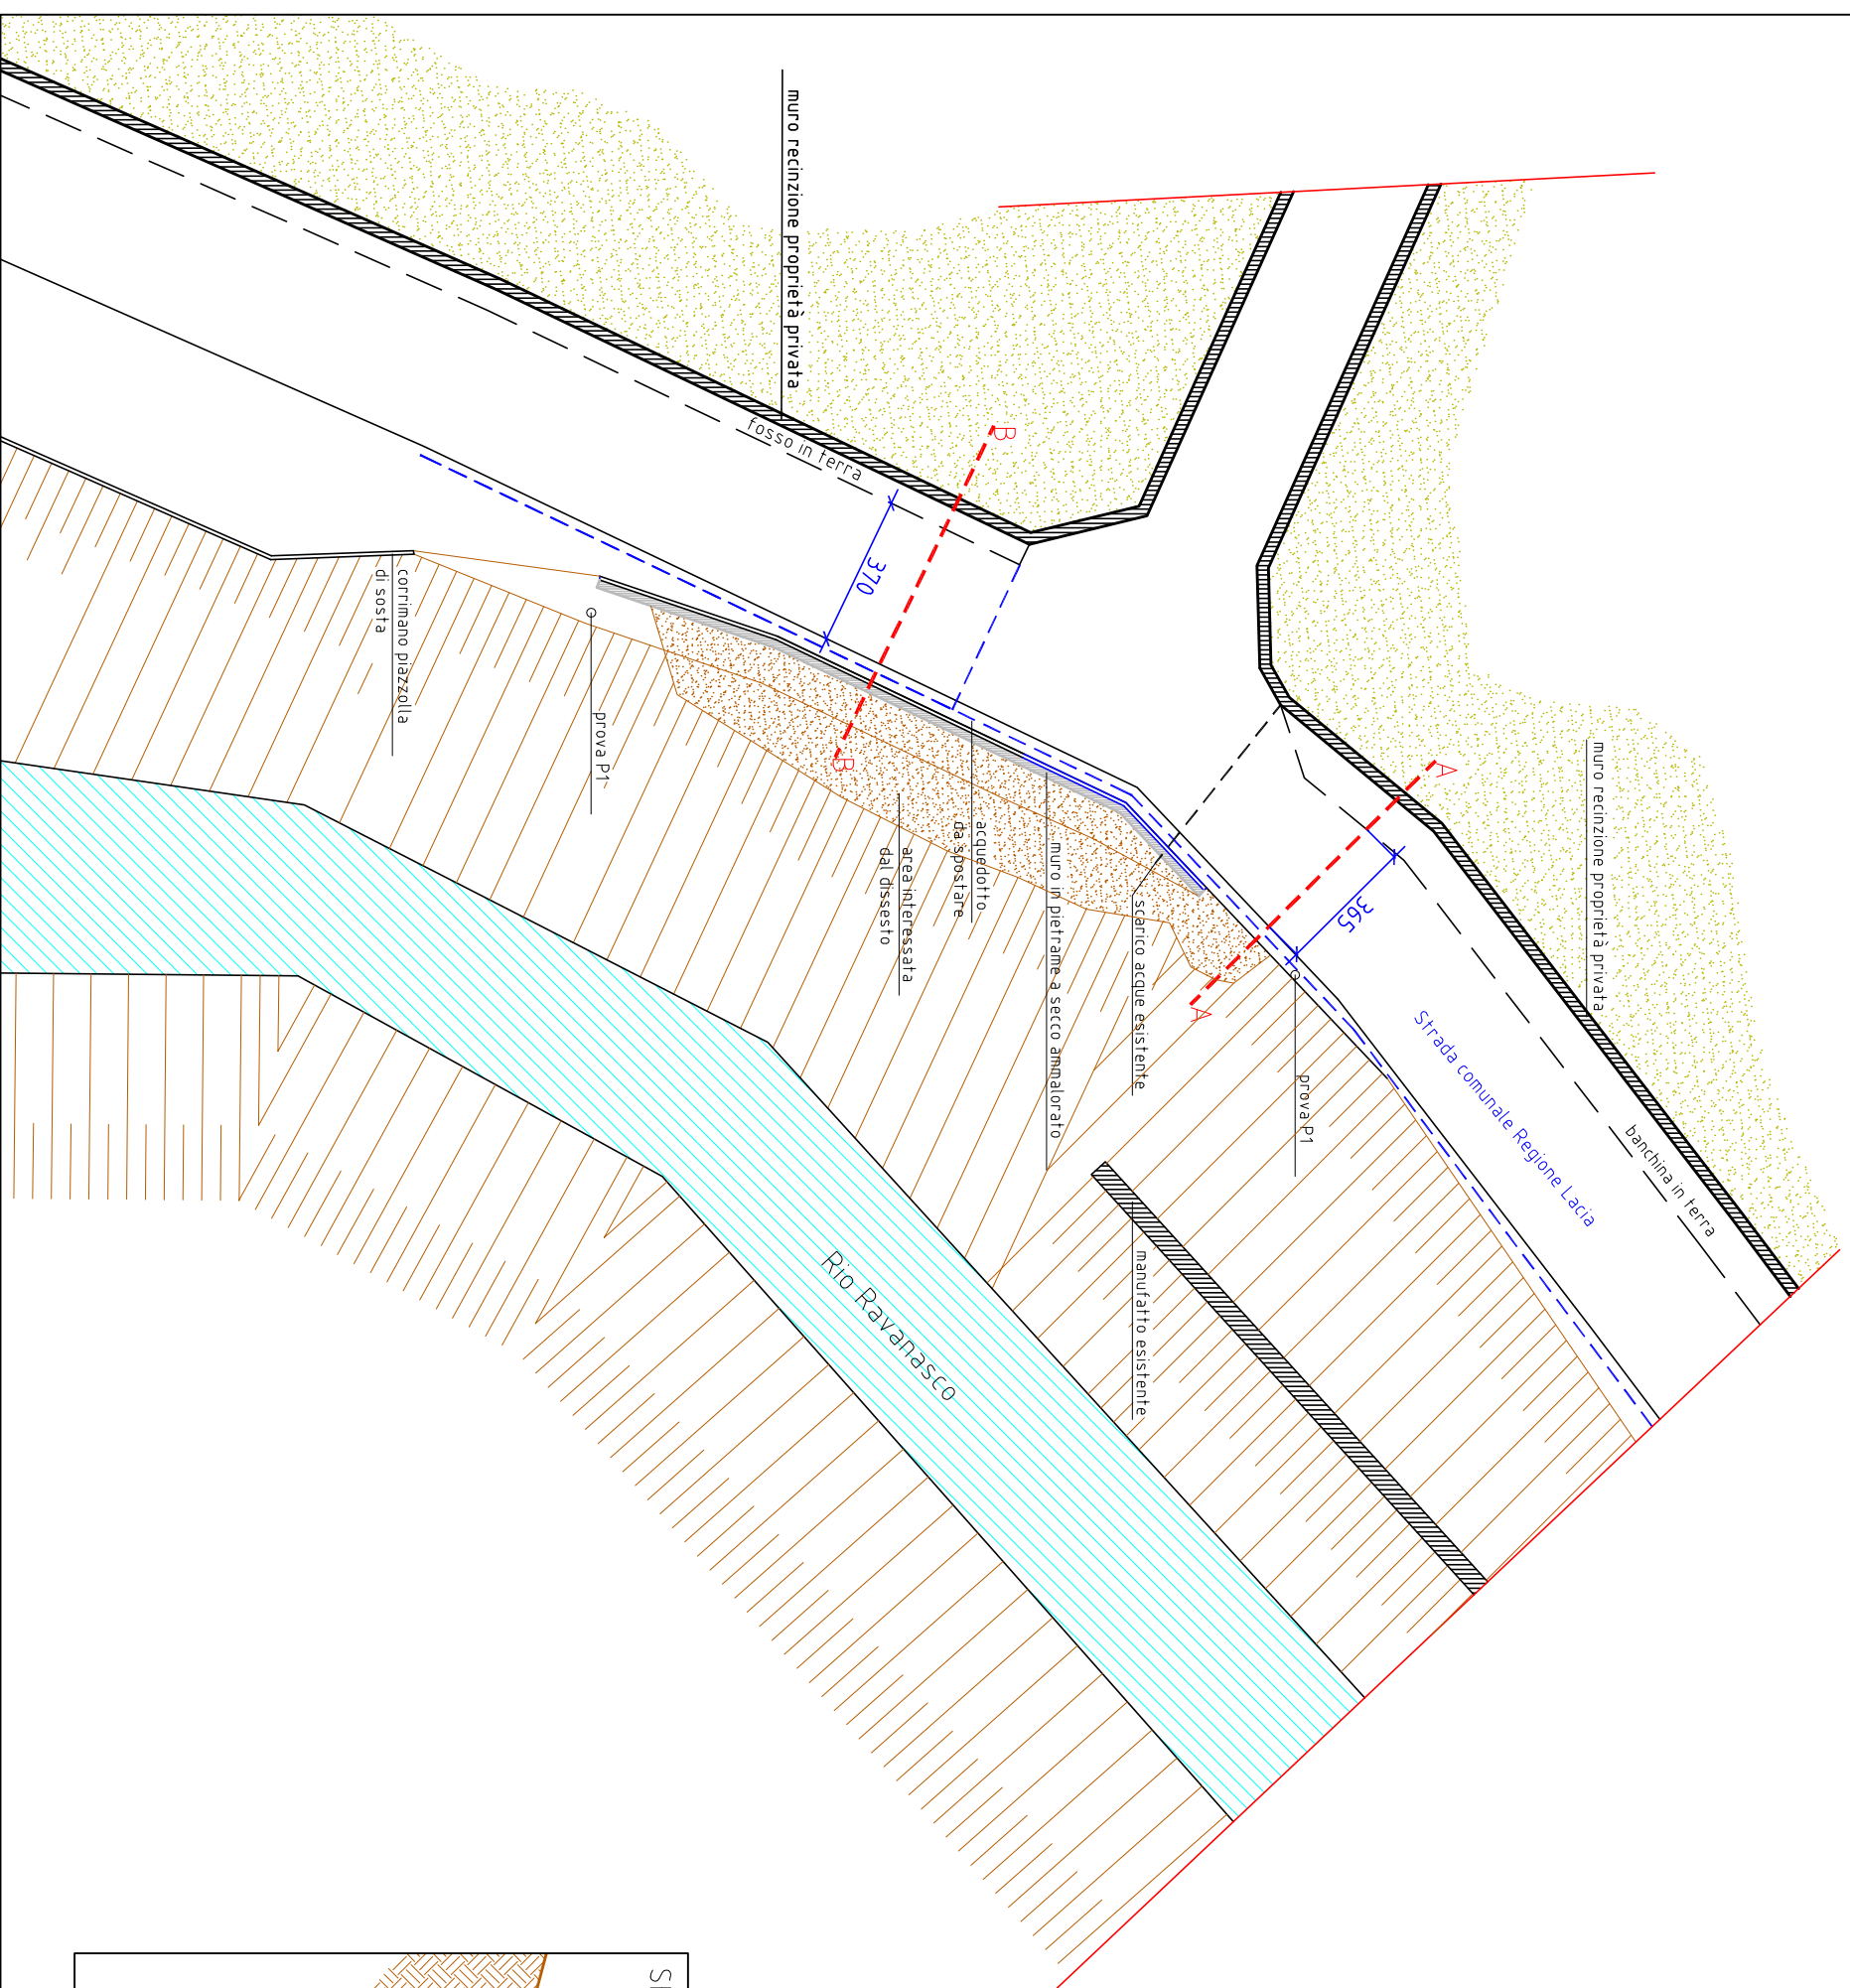 muro recinzione proprietà privata
fosso in terra
B
370
B
A
365
A
muro recinzione proprietà privata
Strada comunale Regione Lacia
banchina in terra
corrimano piazzolla
di sosta
prova P1
acquedotto
da spostare
area interessata
dal dissesto
muro in pietrame a secco ammalorato
scarico acque esistente
prova P1
manufatto esistente
Rio Ravanasco